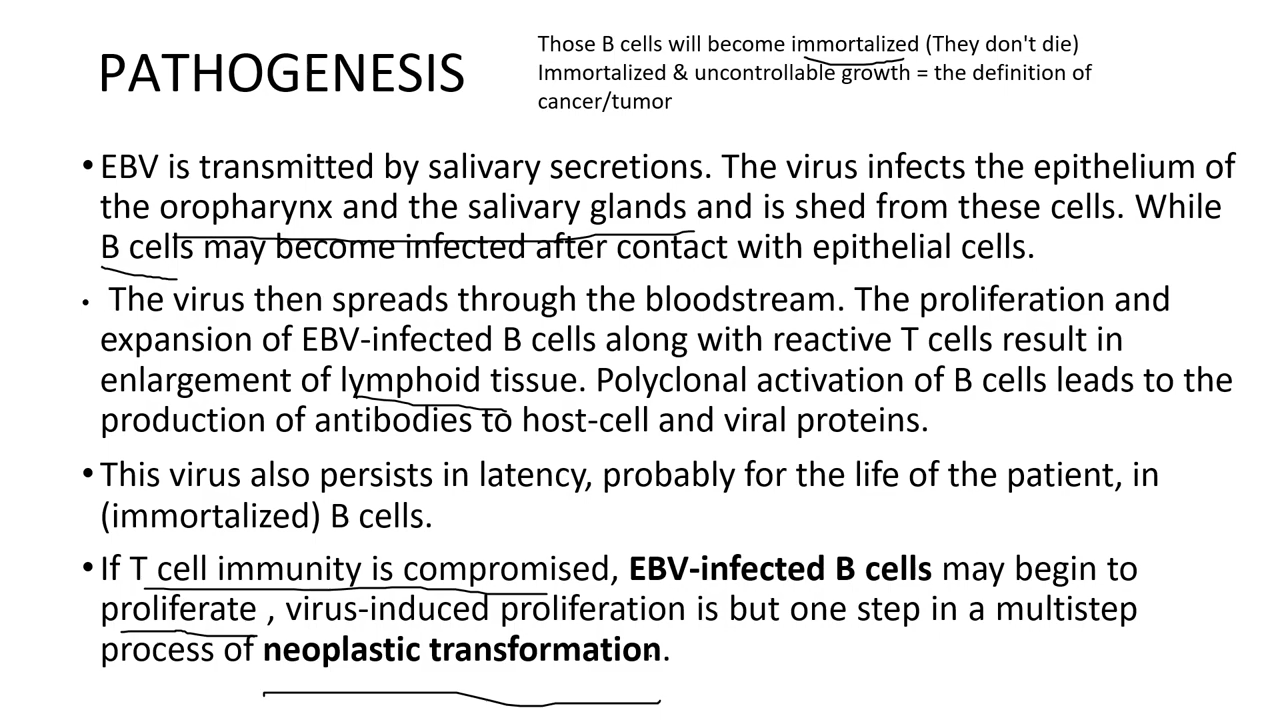 PATHOGENESIS
Those B cells will become immortalized (They don't die)
Immortalized & uncontrollable growth = the definition of
cancer/tumor
• EBV is transmitted by salivary secretions. The virus infects the epithelium of
the oropharynx and the salivary glands and is shed from these cells. While
B cells may become infected after contact with epithelial cells.
• The virus then spreads through the bloodstream. The proliferation and
expansion of EBV-infected B cells along with reactive T cells result in
enlargement of lymphoid tissue. Polyclonal activation of B cells leads to the
production of antibodies to host-cell and viral proteins.
• This virus also persists in latency, probably for the life of the patient, in
(immortalized) B cells.
• If T cell immunity is compromised, EBV-infected B cells may begin to
proliferate , virus-induced proliferation is but one step in a multistep
process of neoplastic transformation.